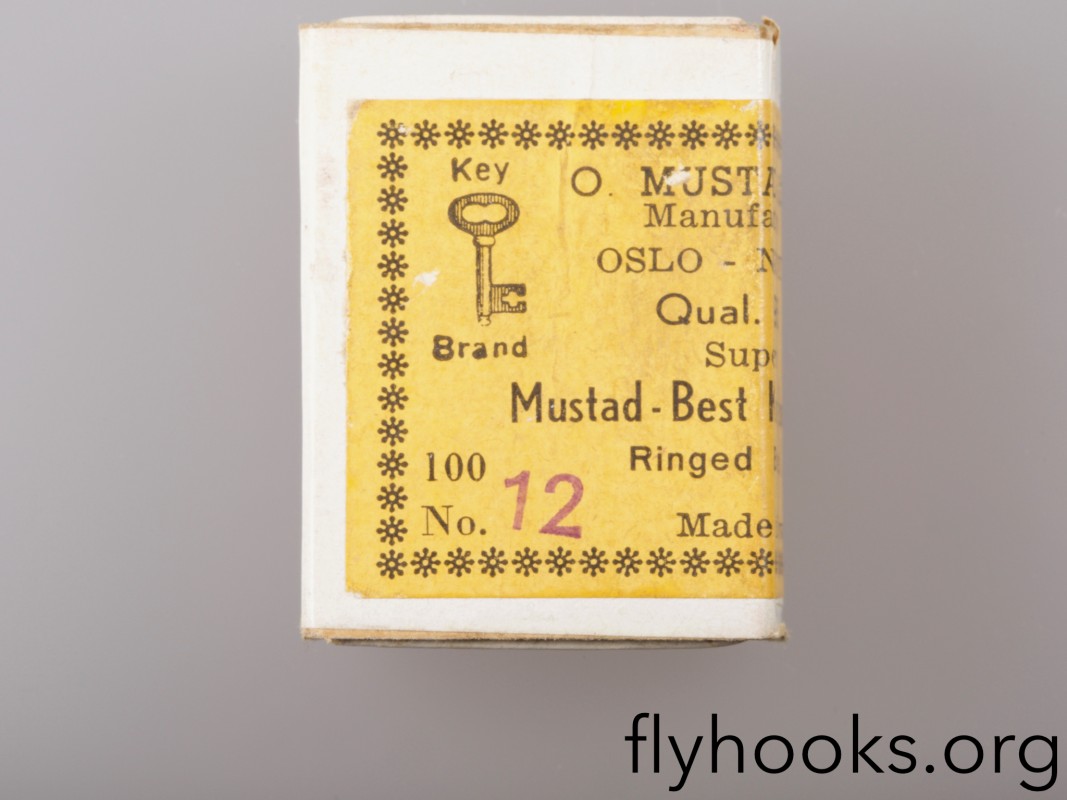 Key
Brand
O. MUSTA
Manufa
OSLO - N
Qual.
Supe
Mustad-Best
Ringed
100
No. 12
Made
flyhooks.org